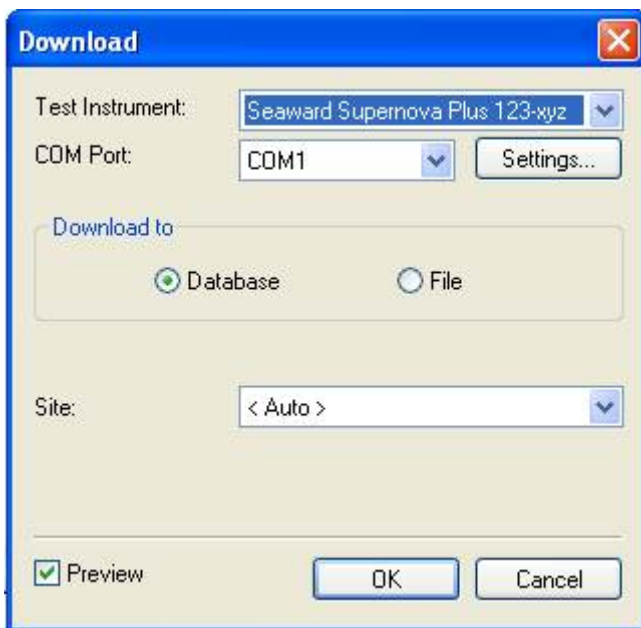 Download
Test Instrument: Seaward Supernova Plus 123-xyz
COM Port: COM1 Settings...
Download to
Database File
Site: < Auto >
Preview OK Cancel